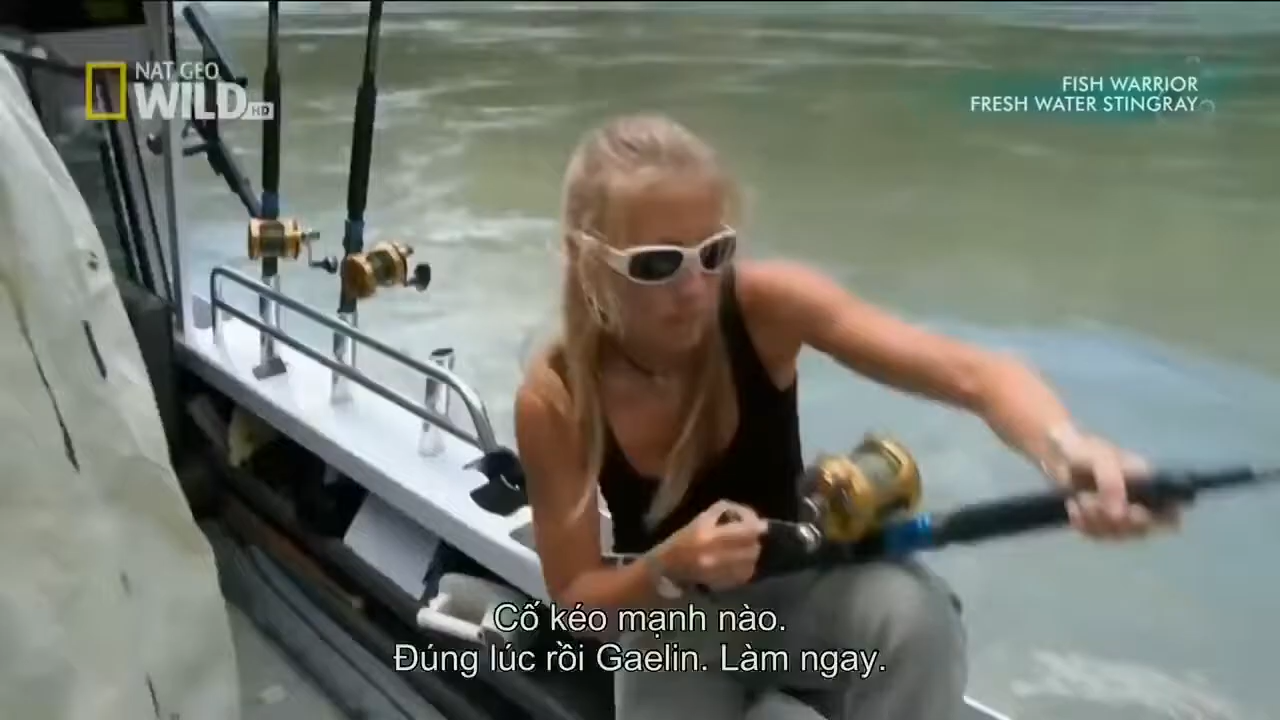 NAT GEO
WILD HD
FISH WARRIOR
FRESH WATER STINGRAY
Cố kéo mạnh nào.
Đúng lúc rồi Gaelin. Làm ngay.